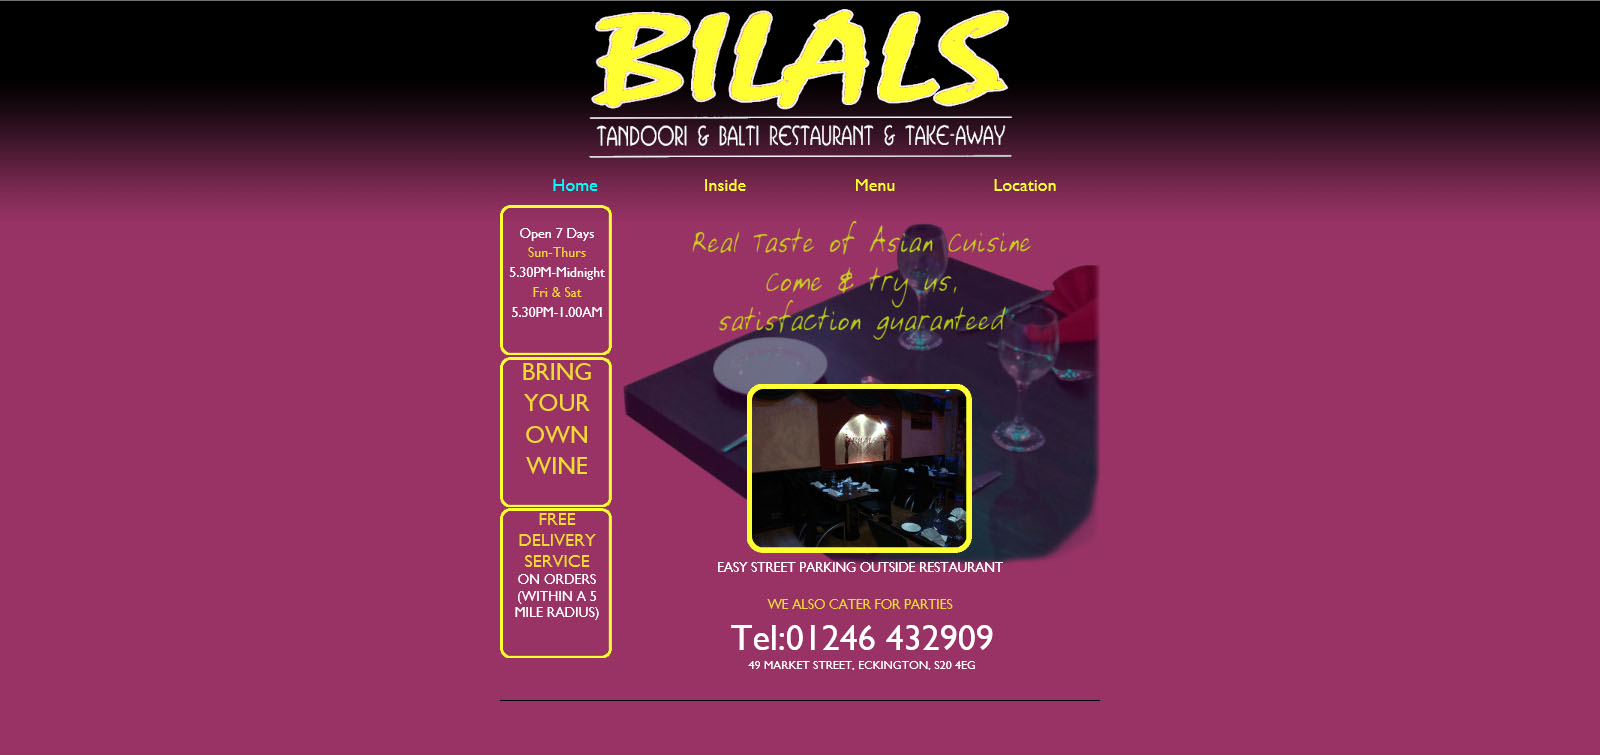 BILALS
TANDOORI & BALTI RESTAURANT & TAKE-AWAY
Home Inside Menu Location
Open 7 Days
Sun-Thurs
5.30PM-Midnight
Fri & Sat
5.30PM-1.00AM
BRING
YOUR
OWN
WINE
FREE
DELIVERY
SERVICE
ON ORDERS
(WITHIN A 5
MILE RADIUS)
Real Taste of Asian Cuisine
Come & try us,
satisfaction guaranteed
EASY STREET PARKING OUTSIDE RESTAURANT
WE ALSO CATER FOR PARTIES
Tel:01246 432909
49 MARKET STREET, ECKINGTON, S20 4EG